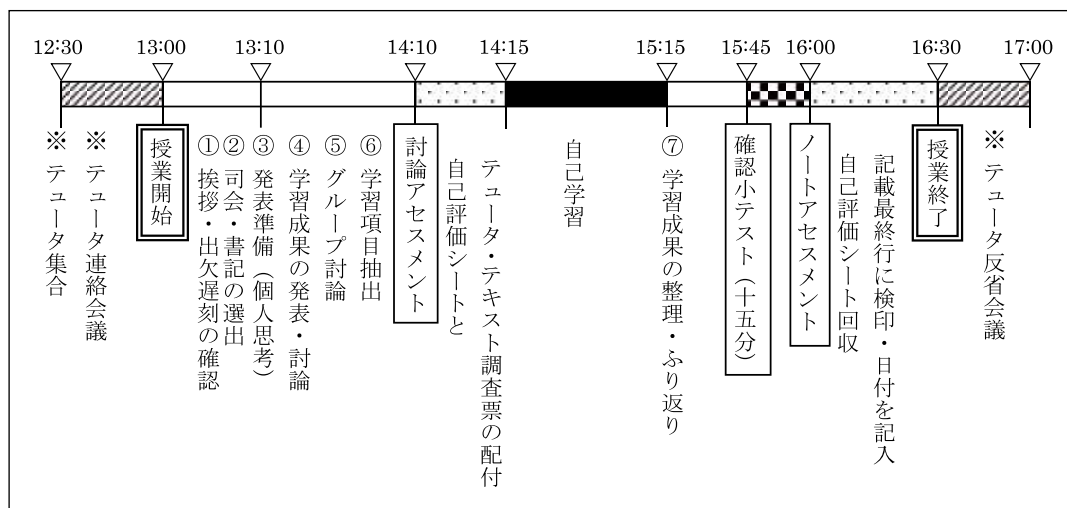 12:30 13:00 13:10 14:10 14:15 15:15 15:45 16:00 16:30 17:00
※ テュータ集合
※ テュータ連絡会議
授業開始
① 挨拶・出欠遅刻の確認
② 司会・書記の選出
③ 発表準備（個人思考）
④ 学習成果の発表・討論
⑤ グループ討論
⑥ 学習項目抽出
討論アセスメント
自己評価シートと
テュータ・テキスト調査票の配付
自己学習
⑦ 学習成果の整理・ふり返り
確認小テスト（十五分）
ノートアセスメント
自己評価シート回収
記載最終行に検印・日付を記入
授業終了
※ テュータ反省会議